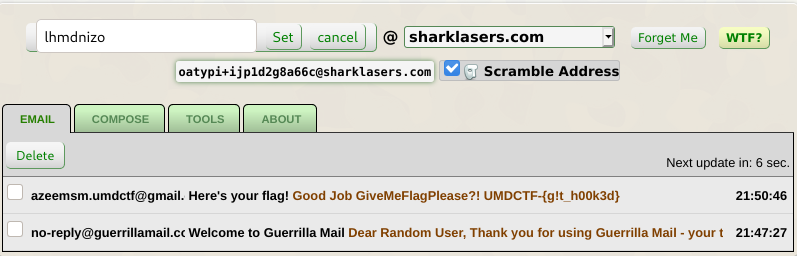 lhmdnizo Set cancel @ sharklasers.com Forget Me WTF?
oatypi+ijp1d2g8a66c@sharklasers.com Scramble Address
EMAIL COMPOSE TOOLS ABOUT
Delete
Next update in: 6 sec.
azeemsm.umdctf@gmail. Here's your flag! Good Job GiveMeFlagPlease?! UMDCTF-{g!t_h00k3d} 21:50:46
no-reply@guerrillamail.cc Welcome to Guerrilla Mail Dear Random User, Thank you for using Guerrilla Mail - your t 21:47:27